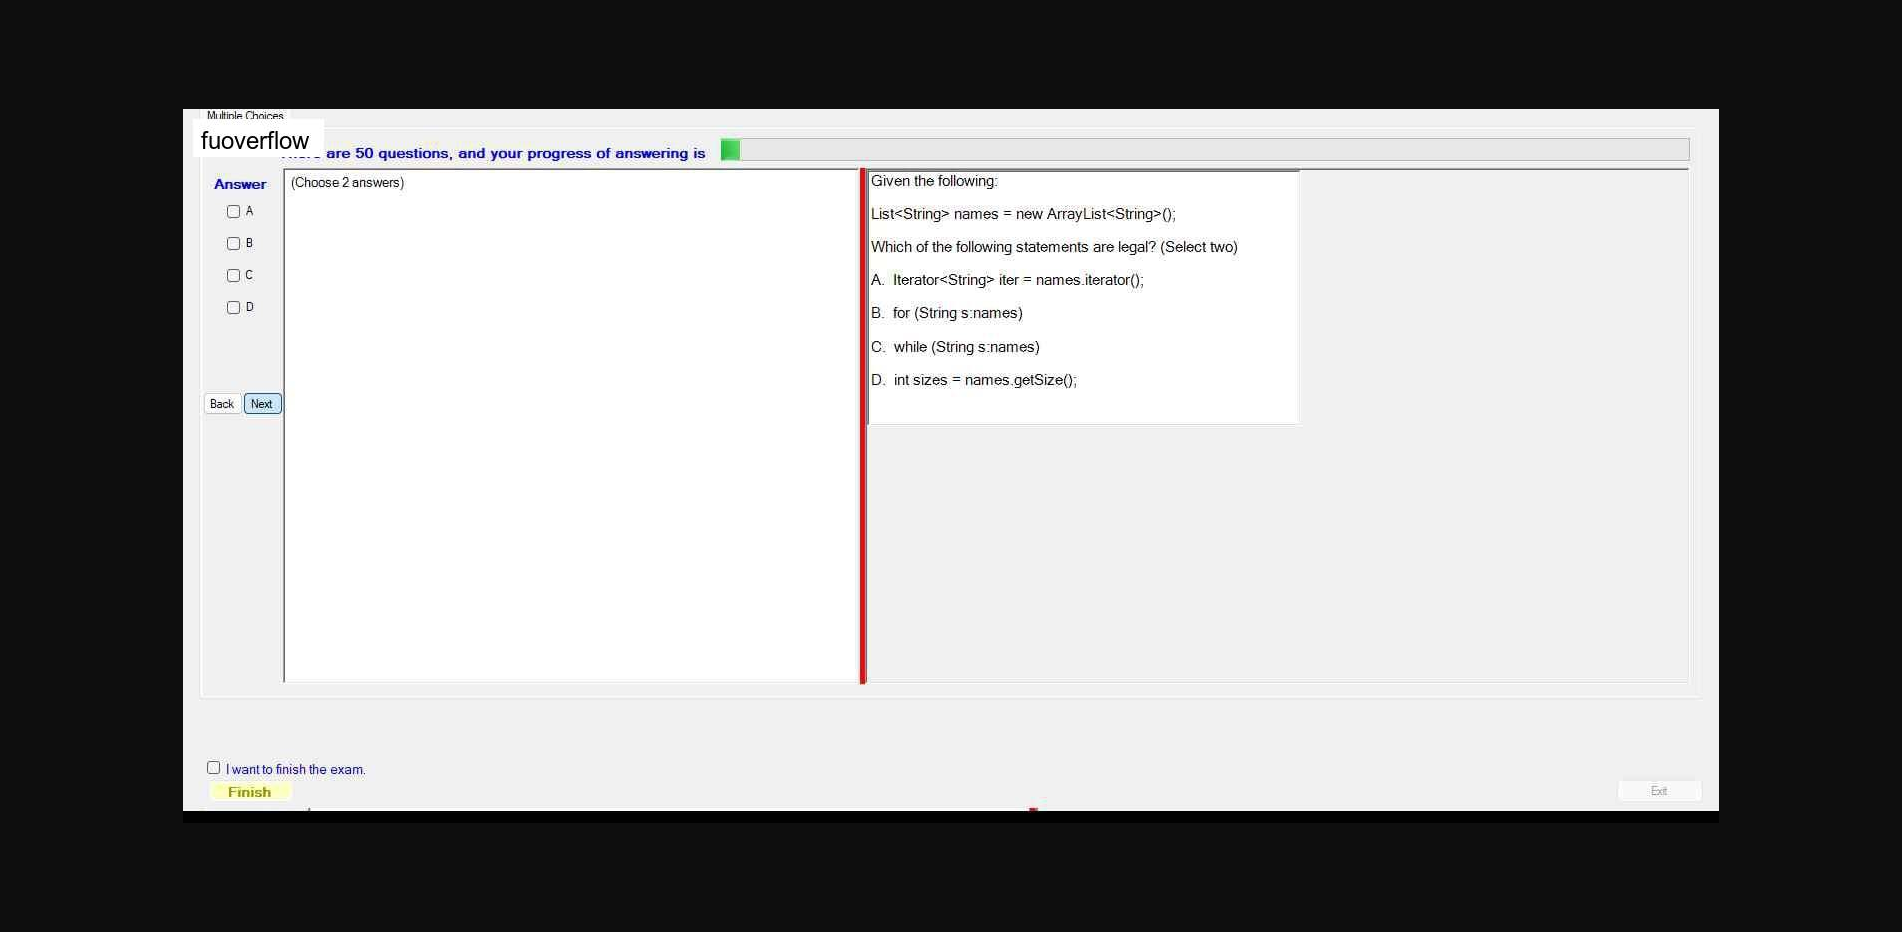 Multiple Choices
fuoverflow
are 50 questions, and your progress of answering is
Answer
(Choose 2 answers)
A
B
C
D
Back Next
Given the following:
List<String> names = new ArrayList<String>();
Which of the following statements are legal? (Select two)
A. Iterator<String> iter = names.iterator();
B. for (String s:names)
C. while (String s:names)
D. int sizes = names.getSize();
I want to finish the exam.
Finish
Exit